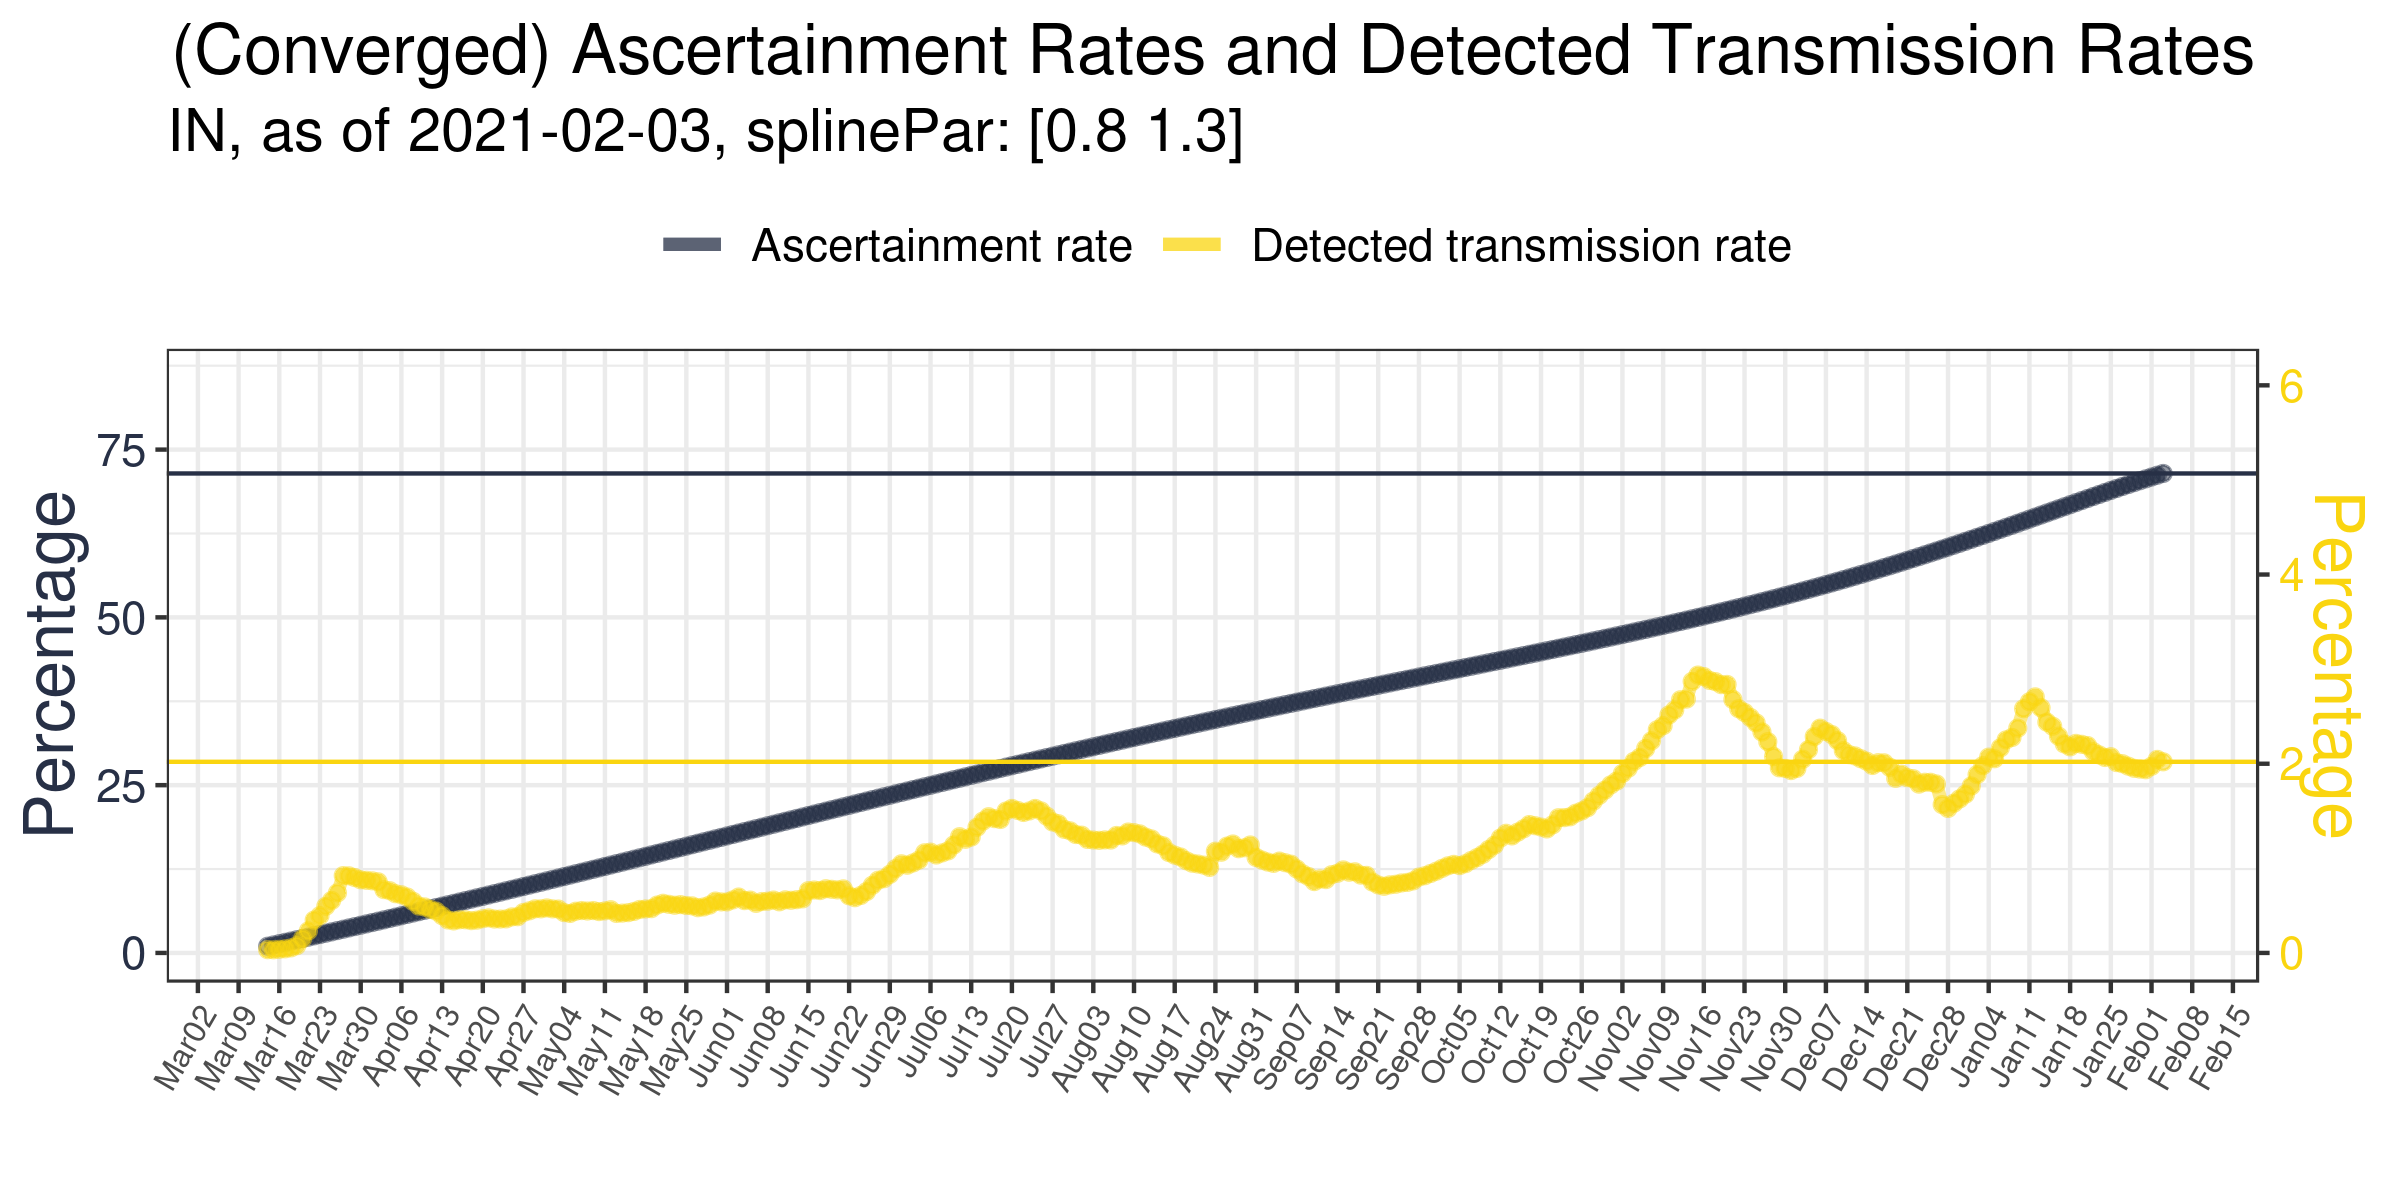 (Converged) Ascertainment Rates and Detected Transmission Rates
IN, as of 2021-02-03, splinePar: [0.8 1.3]
Ascertainment rate Detected transmission rate
Percentage
75
50
25
0
6
4
2
0
Percentage
Mar02 Mar09 Mar16 Mar23 Mar30 Apr06 Apr13 Apr20 Apr27 May04 May11 May18 May25 Jun01 Jun08 Jun15 Jun22 Jun29 Jul06 Jul13 Jul20 Jul27 Aug03 Aug10 Aug17 Aug24 Aug31 Sep07 Sep14 Sep21 Sep28 Oct05 Oct12 Oct19 Oct26 Nov02 Nov09 Nov16 Nov23 Nov30 Dec07 Dec14 Dec21 Dec28 Jan04 Jan11 Jan18 Jan25 Feb01 Feb08 Feb15